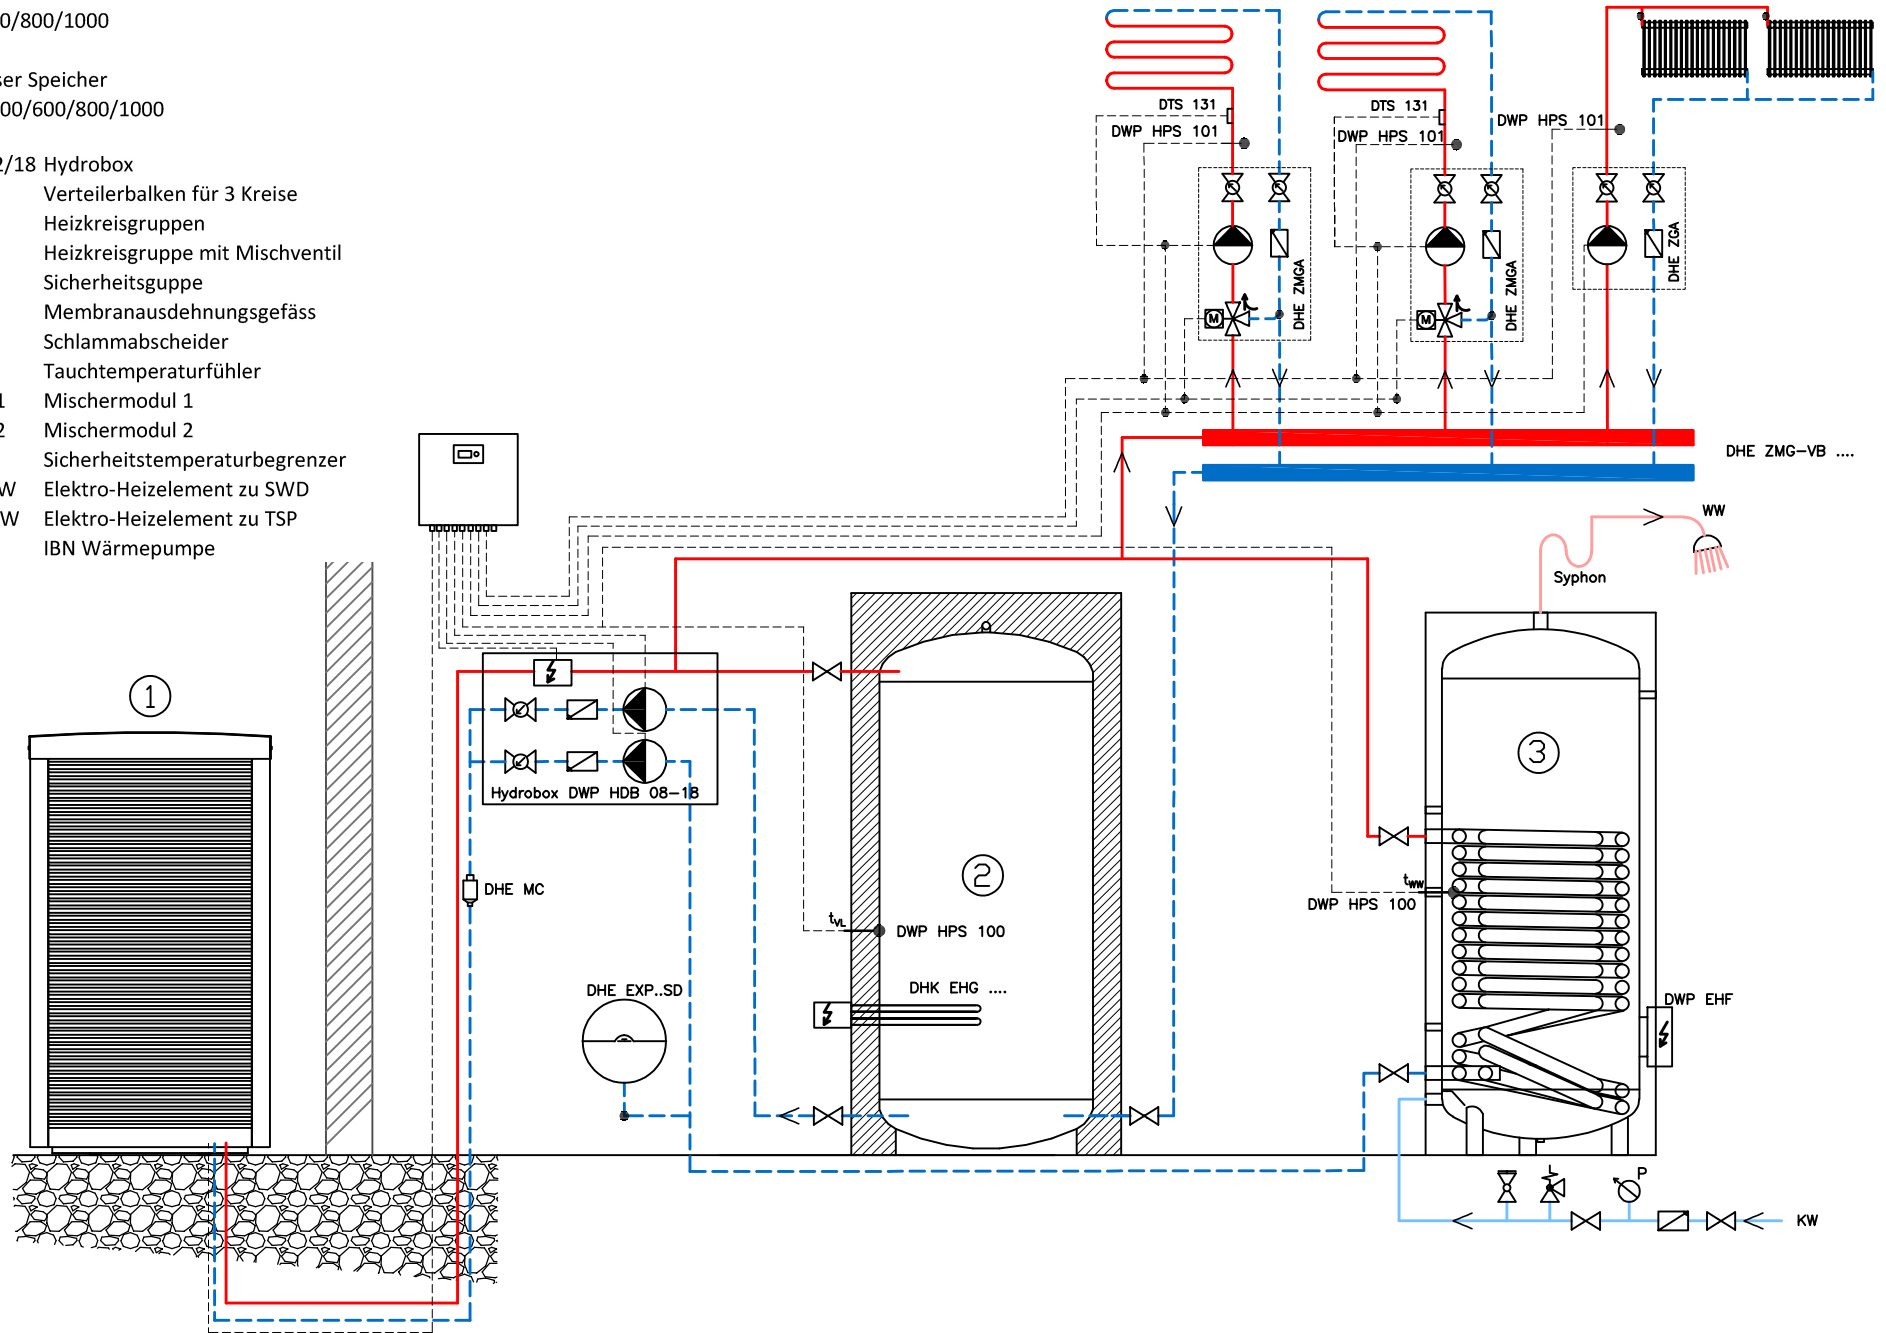 0/800/1000
ser Speicher
00/600/800/1000
2/18 Hydrobox
Verteilerbalken für 3 Kreise
Heizkreisgruppen
Heizkreisgruppe mit Mischventil
Sicherheitsguppe
Membranausdehnungsgefäss
Schlammabscheider
Tauchtemperaturfühler
1 Mischermodul 1
2 Mischermodul 2
Sicherheitstemperaturbegrenzer
W Elektro-Heizelement zu SWD
W Elektro-Heizelement zu TSP
IBN Wärmepumpe
DTS 131
DWP HPS 101
DTS 131
DWP HPS 101
DWP HPS 101
M
DHE ZMGA
M
DHE ZMGA
DHE ZGA
DHE ZMG-VB ....
WW
Syphon
1
Hydrobox DWP HDB 08-18
DHE MC
2
3
tVL
DWP HPS 100
tWW
DWP HPS 100
DHE EXP..SD
DHK EHG ....
DWP EHF
P
KW